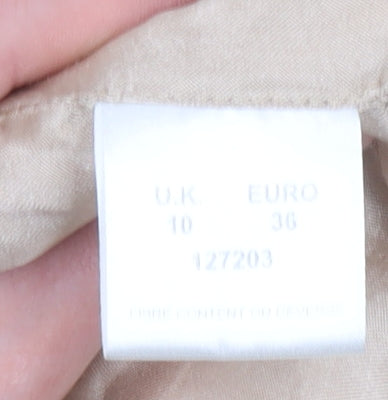 U.K. EURO
10 36
127203
FIBRE CONTENT ON REVERSE